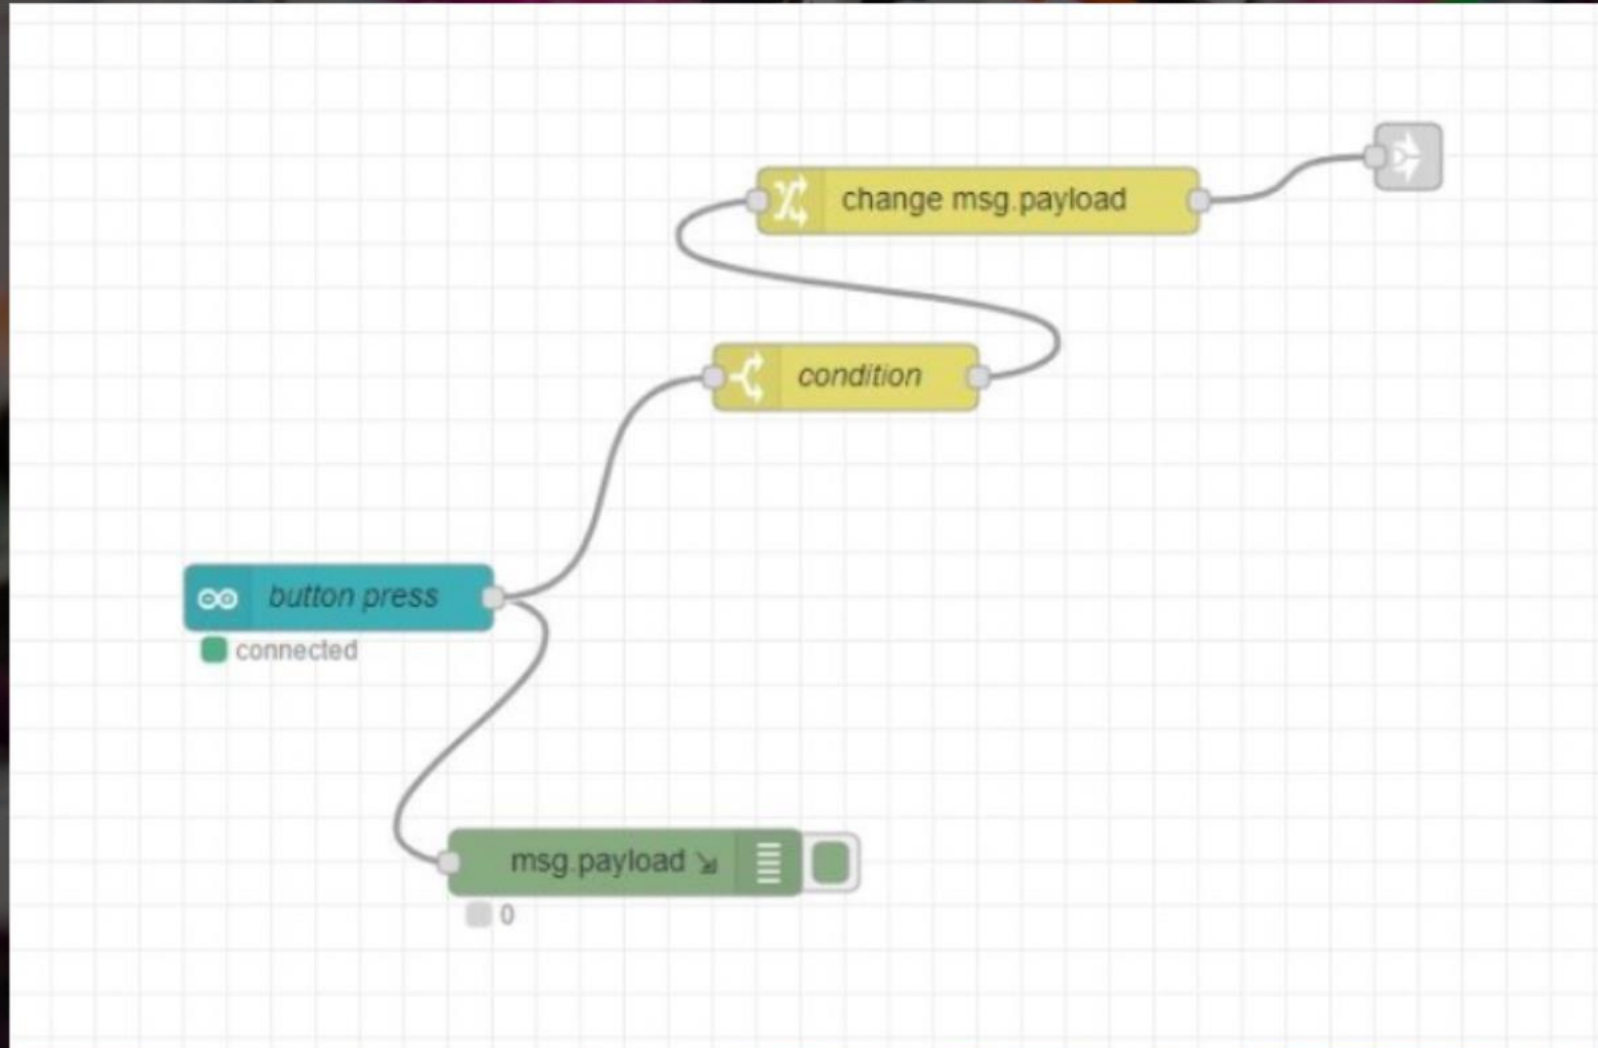 change msg.payload
condition
button press
connected
msg.payload
0